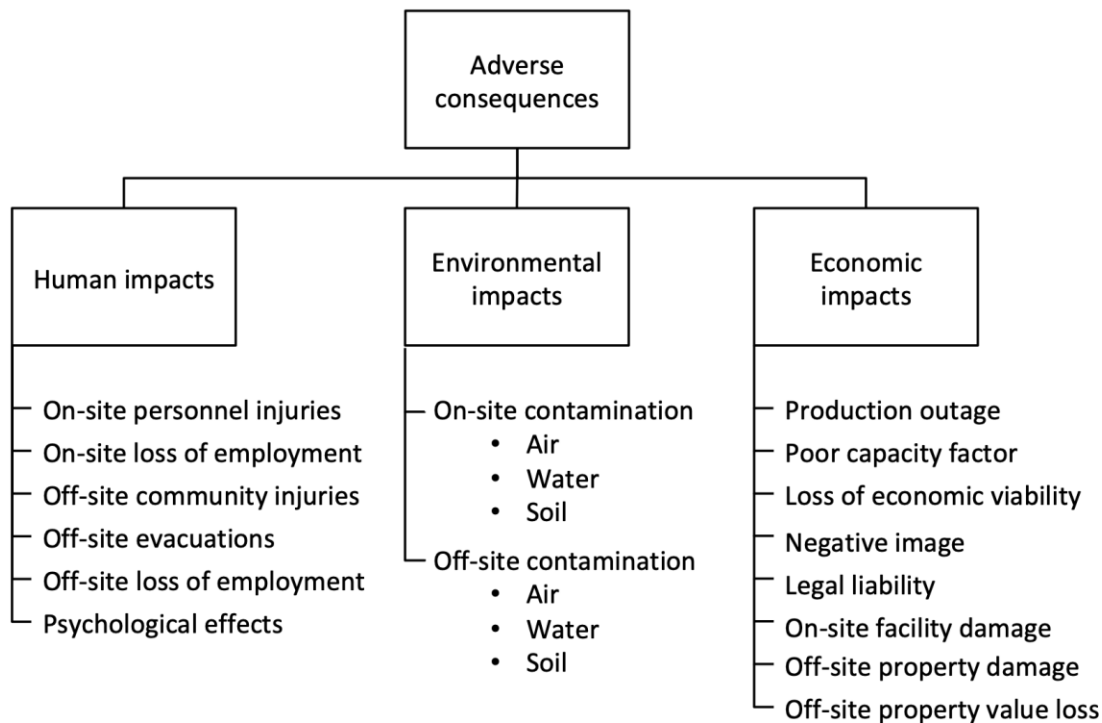 Adverse
consequences
Human impacts
On-site personnel injuries
On-site loss of employment
Off-site community injuries
Off-site evacuations
Off-site loss of employment
Psychological effects
Environmental
impacts
On-site contamination
• Air
• Water
• Soil
Off-site contamination
• Air
• Water
• Soil
Economic
impacts
Production outage
Poor capacity factor
Loss of economic viability
Negative image
Legal liability
On-site facility damage
Off-site property damage
Off-site property value loss